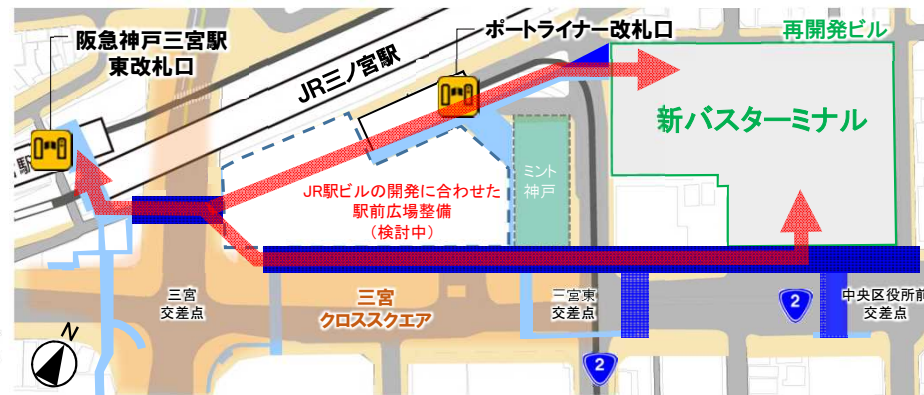 阪急神戸三宮駅
東改札口
ポートライナー改札口
再開発ビル
JR三ノ宮駅
新バスターミナル
ミント
神戸
JR駅ビルの開発に合わせた
駅前広場整備
（検討中）
三宮
交差点
三宮
クロススクエア
三宮東
交差点
2
中央区役所前
交差点
2
N